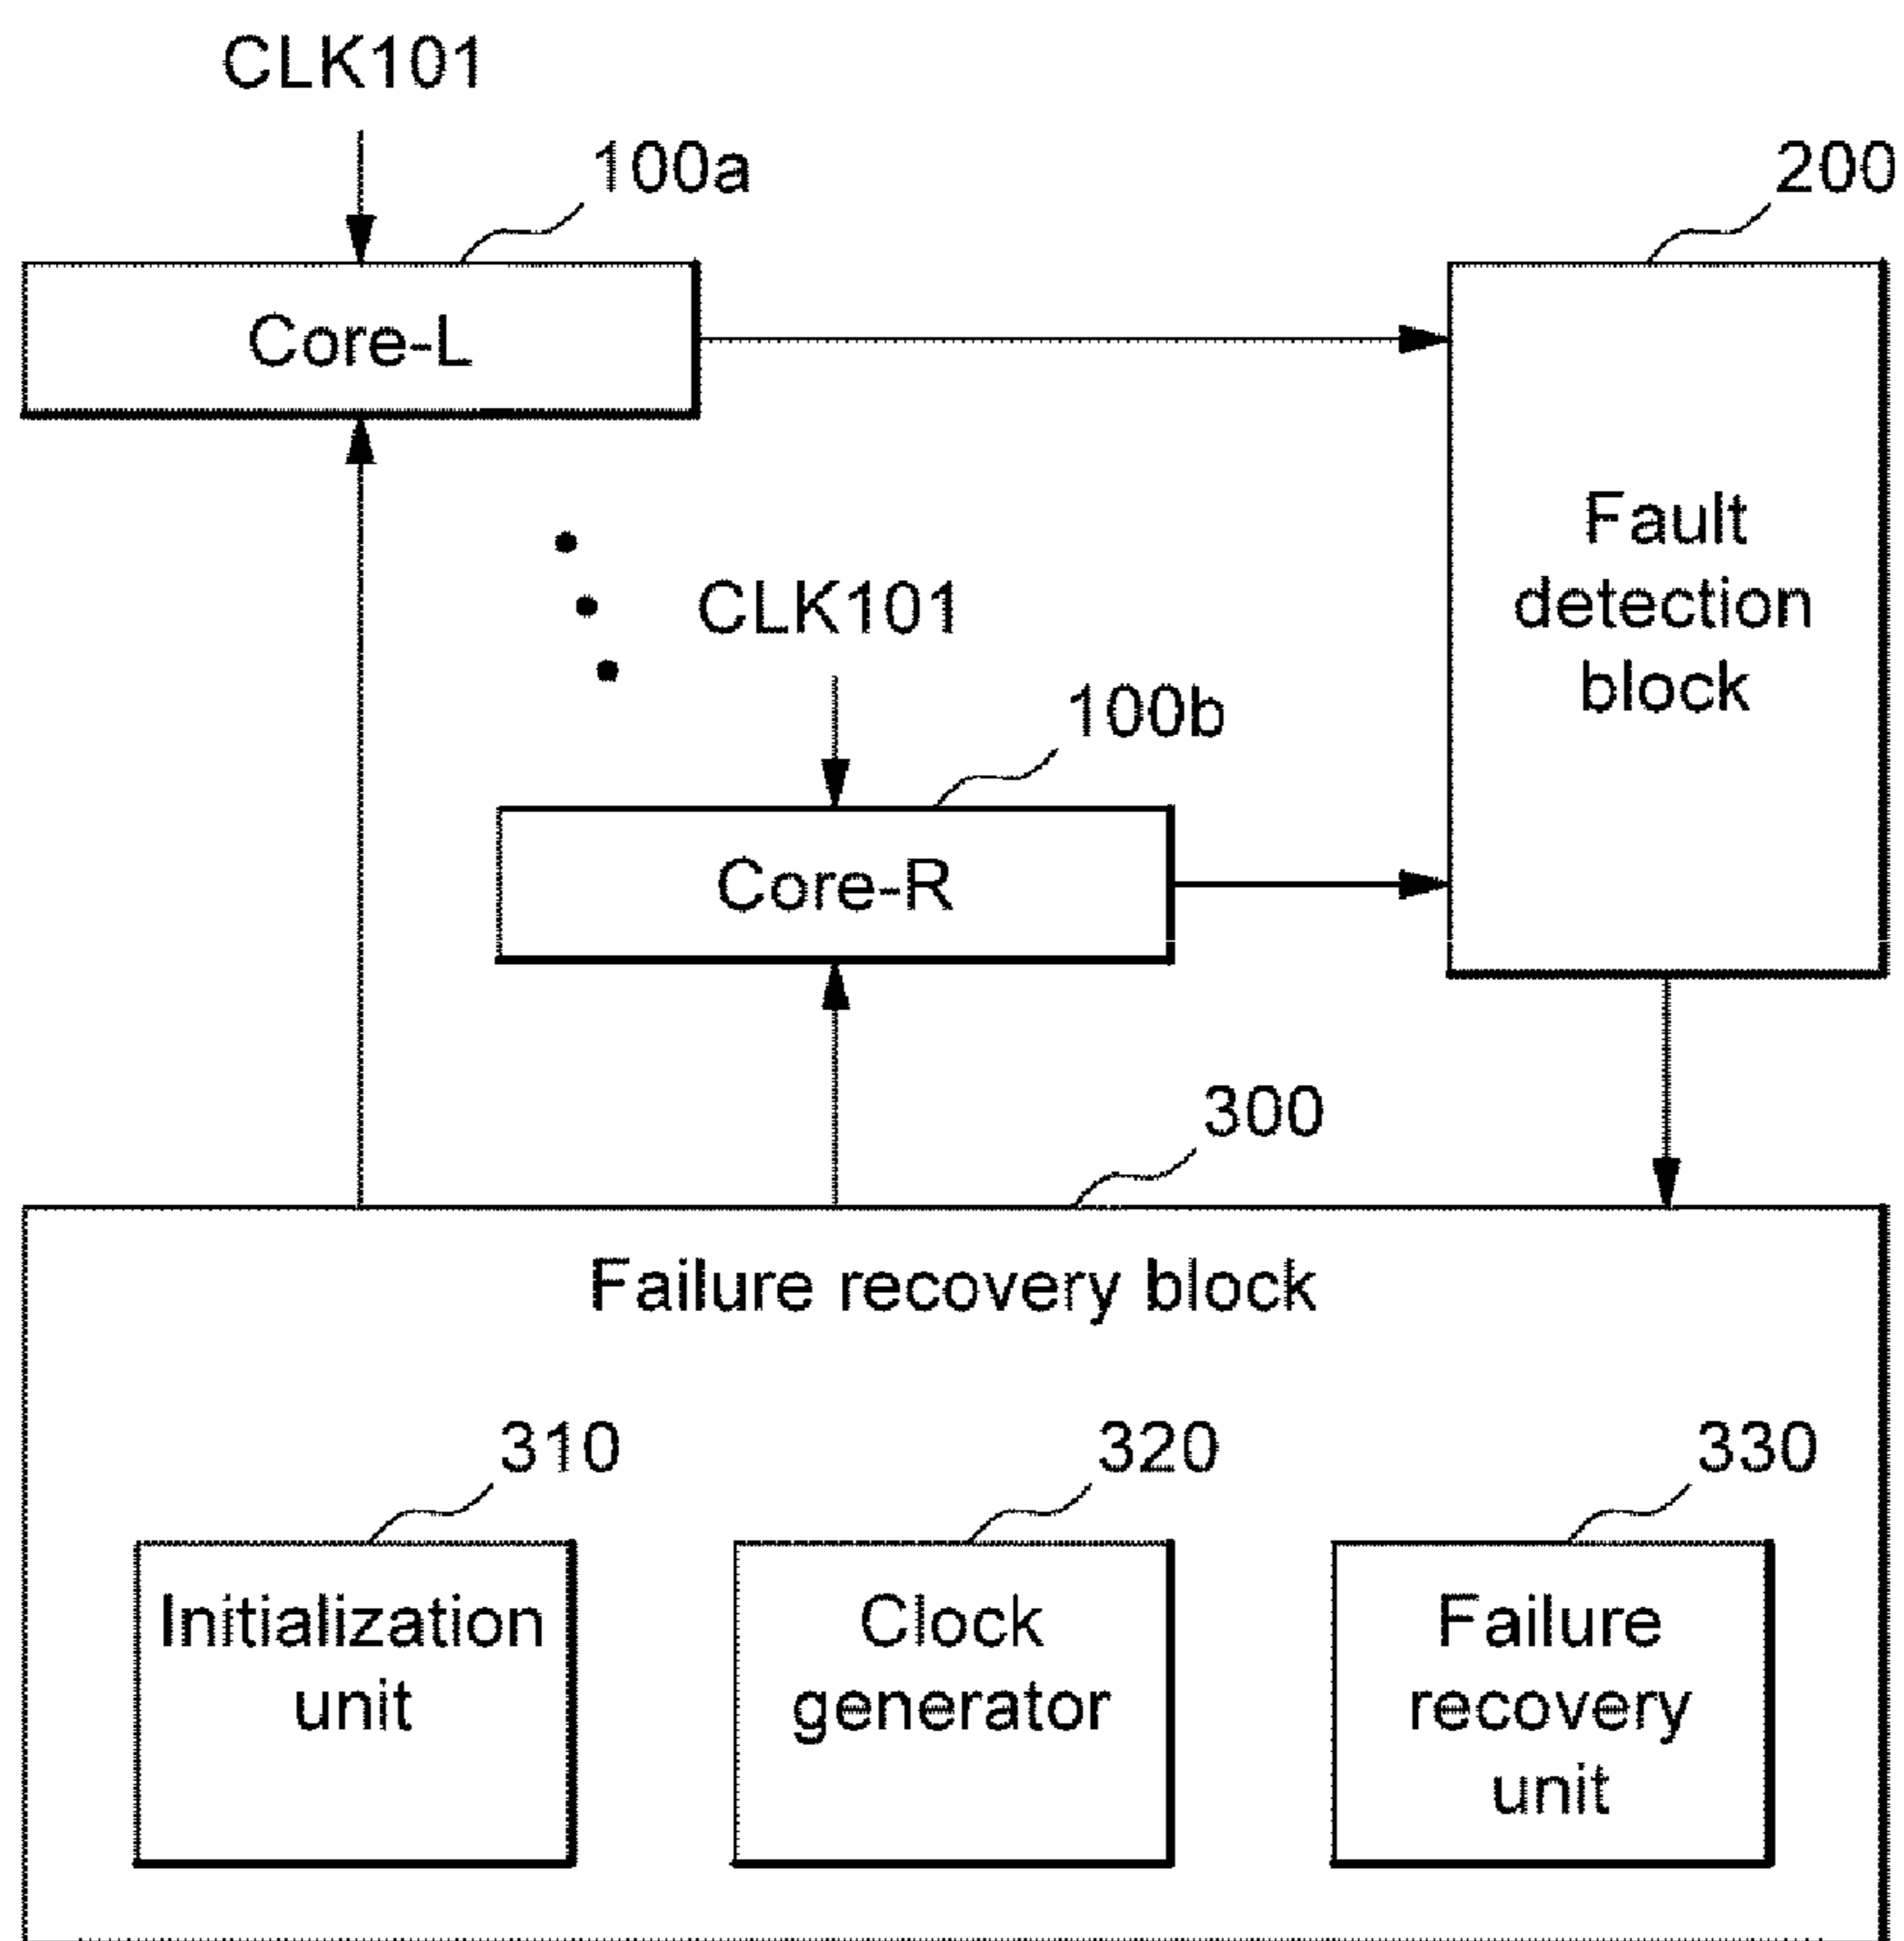 CLK101
100a
200
Core-L
Fault
detection
block
CLK101
100b
Core-R
300
Failure recovery block
310
320
330
Initialization
unit
Clock
generator
Failure
recovery
unit